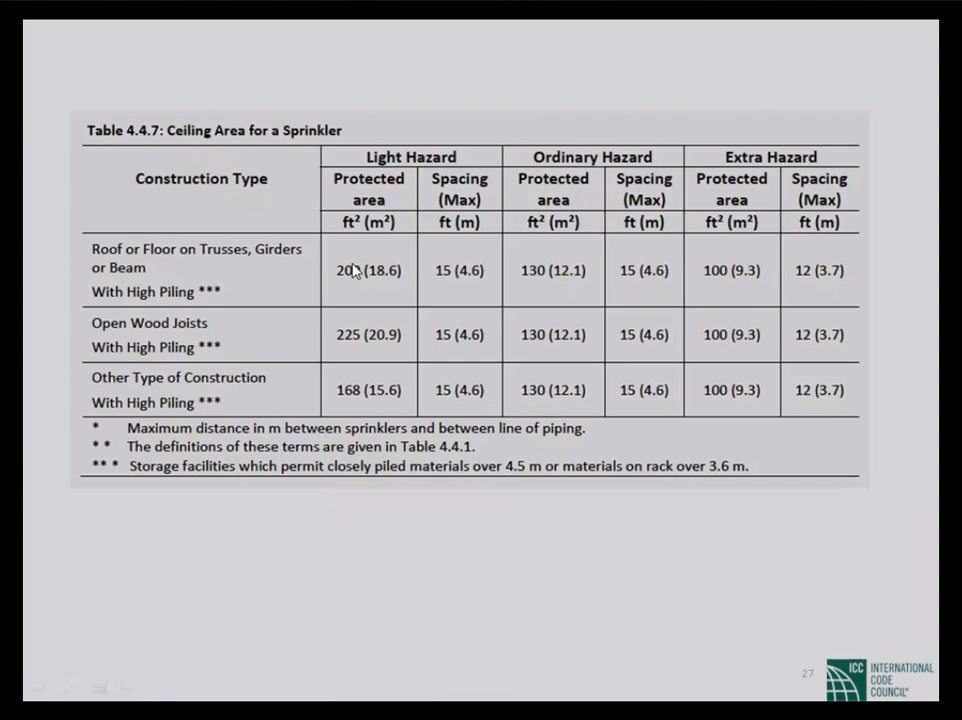 Table 4.4.7: Ceiling Area for a Sprinkler
Construction Type
Light Hazard
Ordinary Hazard
Extra Hazard
Protected area
Spacing (Max)
Protected area
Spacing (Max)
Protected area
Spacing (Max)
ft² (m²)
ft (m)
ft² (m²)
ft (m)
ft² (m²)
ft (m)
Roof or Floor on Trusses, Girders
or Beam
With High Piling ***
(18.6)
15 (4.6)
130 (12.1)
15 (4.6)
100 (9.3)
12 (3.7)
Open Wood Joists
With High Piling ***
225 (20.9)
15 (4.6)
130 (12.1)
15 (4.6)
100 (9.3)
12 (3.7)
Other Type of Construction
With High Piling ***
168 (15.6)
15 (4.6)
130 (12.1)
15 (4.6)
100 (9.3)
12 (3.7)
* Maximum distance in m between sprinklers and between line of piping.
* * The definitions of these terms are given in Table 4.4.1.
** * Storage facilities which permit closely piled materials over 4.5 m or materials on rack over 3.6 m.
27
ICC
INTERNATIONAL
CODE
COUNCIL®